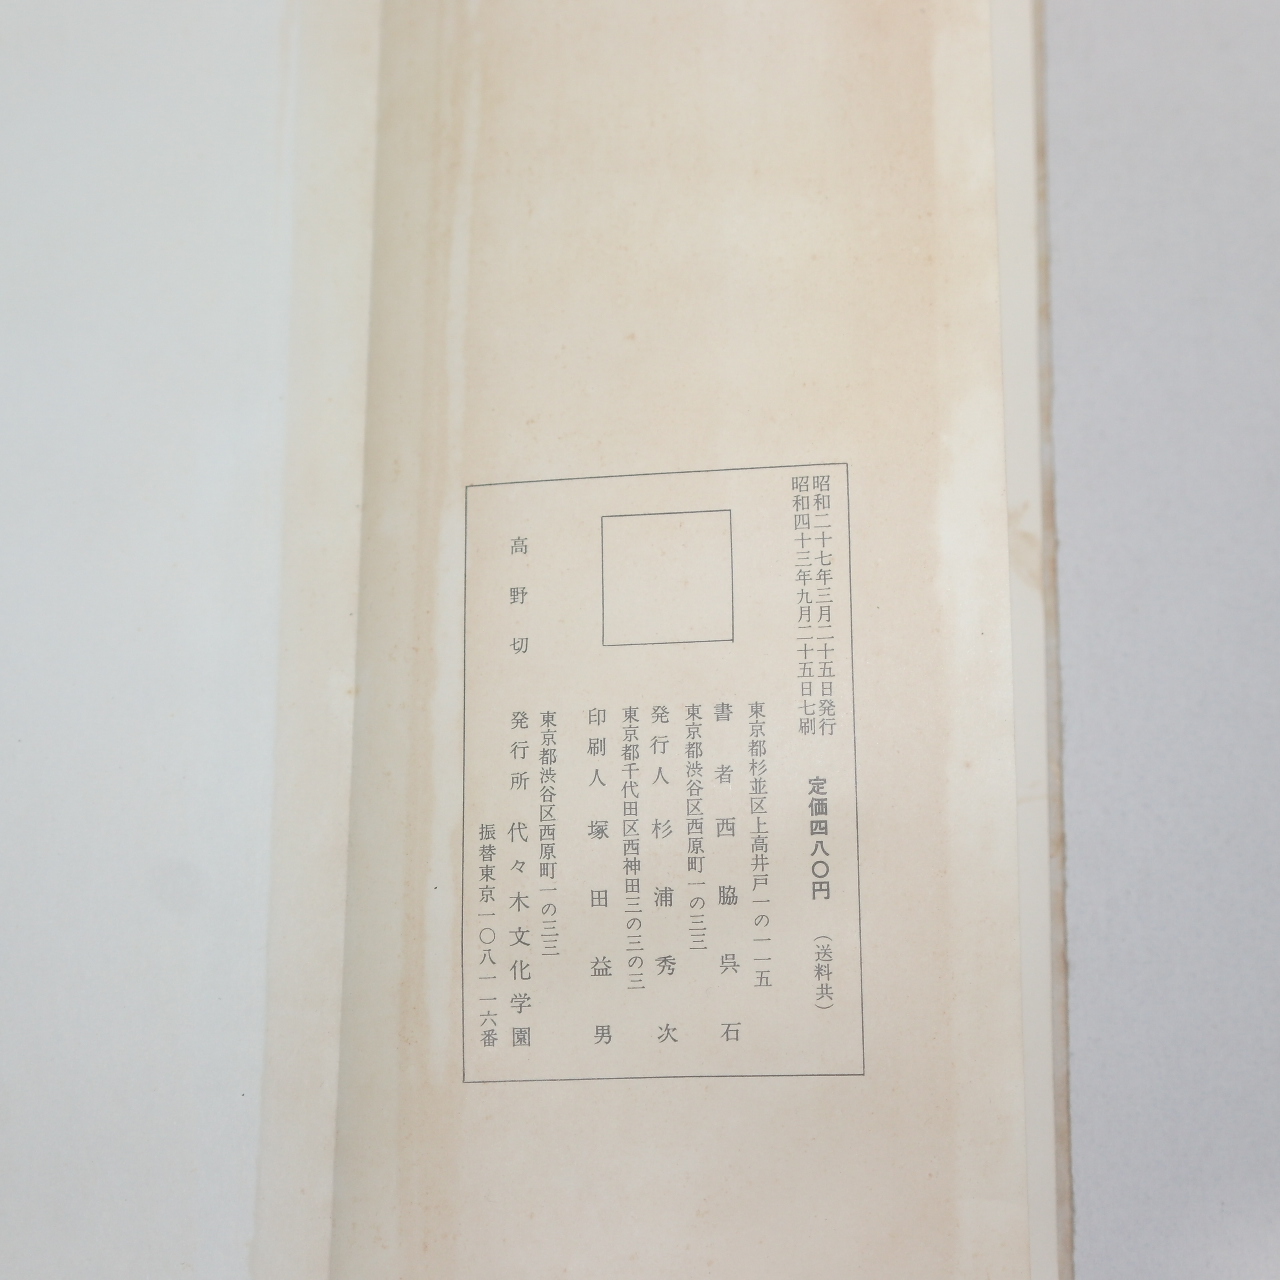 昭和二十七年三月二十五日発行
昭和四十三年九月二十五日七刷
定価四八〇円
（送料共）
東京都杉並区上高井戸一の一一五
書者西脇呉石
東京都渋谷区西原町一の三三
発行人杉浦秀次
東京都千代田区西神田三の三の三
印刷人塚田益男
東京都渋谷区西原町一の三三
高野切
発行所代々木文化学園
振替東京一〇八一一六番